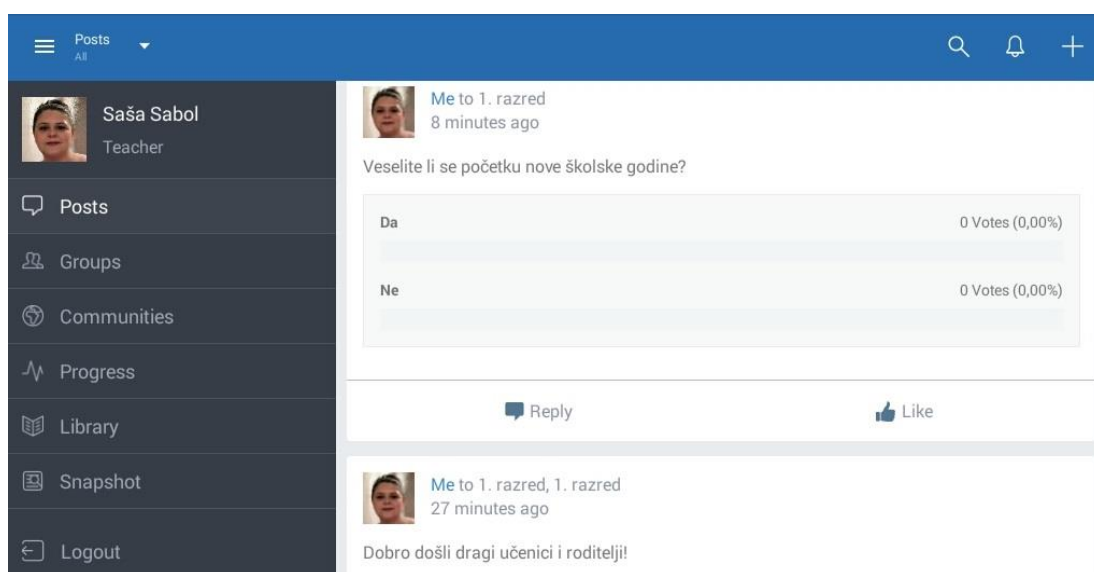 Posts
All
Saša Sabol
Teacher
Posts
Groups
Communities
Progress
Library
Snapshot
Logout
Me to 1. razred
8 minutes ago
Veselite li se početku nove školske godine?
Da 0 Votes (0,00%)
Ne 0 Votes (0,00%)
Reply Like
Me to 1. razred, 1. razred
27 minutes ago
Dobro došli dragi učenici i roditelji!